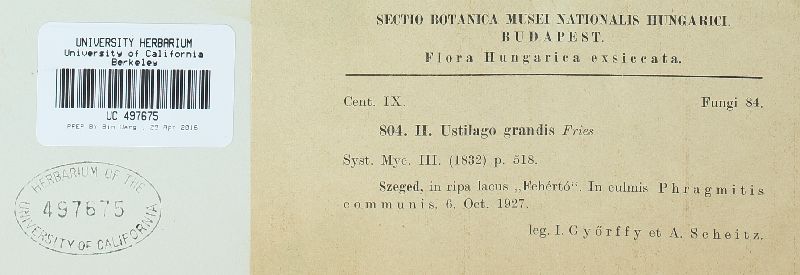 UNIVERSITY HERBARIUM
University of California
Berkeley
UC 497675
PREP BY Bin Wang, 29 Apr 2016
HERBARIUM OF THE
497675
UNIVERSITY OF CALIFORNIA
SECTIO BOTANICA MUSEI NATIONALIS HUNGARICI.
BUDAPEST.
Flora Hungarica exsiccata.
Cent. IX. Fungi 84.
804. II. Ustilago grandis Fries
Syst. Myc. III. (1832) p. 518.
Szeged, in ripa lacus „Fehértó“. In culmis Phragmitis
communis. 6. Oct. 1927.
leg. I. Győrffy et A. Scheitz.